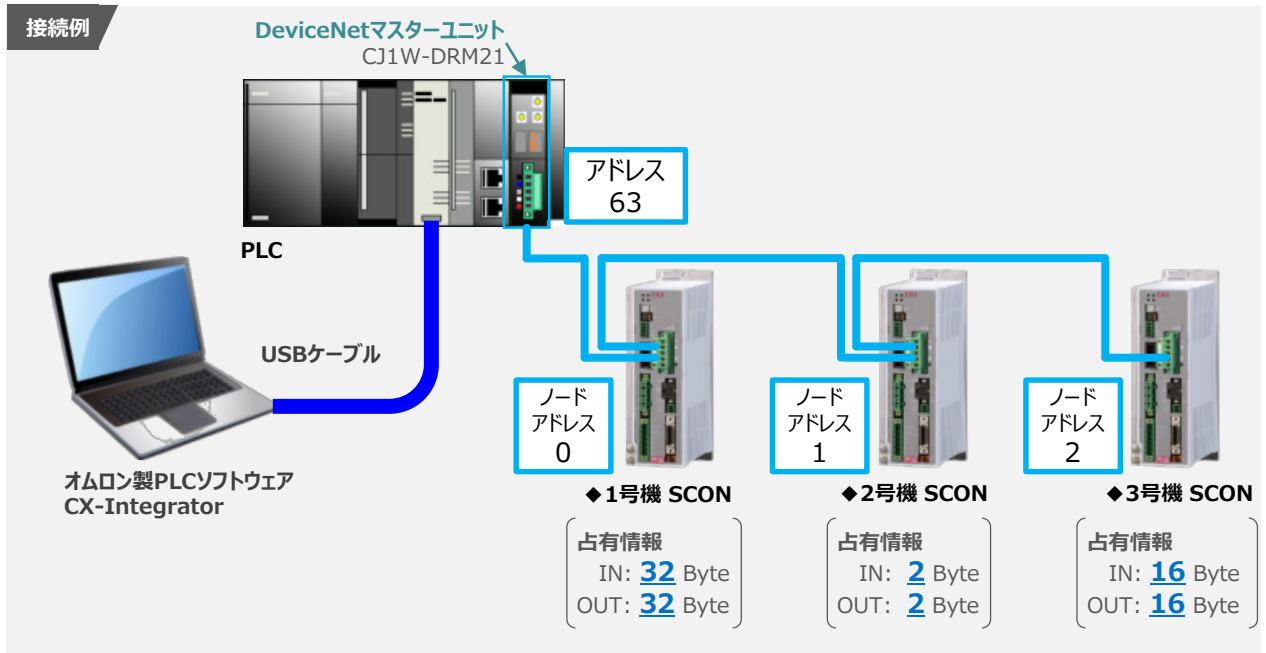 接続例
DeviceNetマスターユニット
CJ1W-DRM21
アドレス
63
PLC
USBケーブル
オムロン製PLCソフトウェア
CX-Integrator
ノード
アドレス
0
◆1号機 SCON
占有情報
IN: 32 Byte
OUT: 32 Byte
ノード
アドレス
1
◆2号機 SCON
占有情報
IN: 2 Byte
OUT: 2 Byte
ノード
アドレス
2
◆3号機 SCON
占有情報
IN: 16 Byte
OUT: 16 Byte